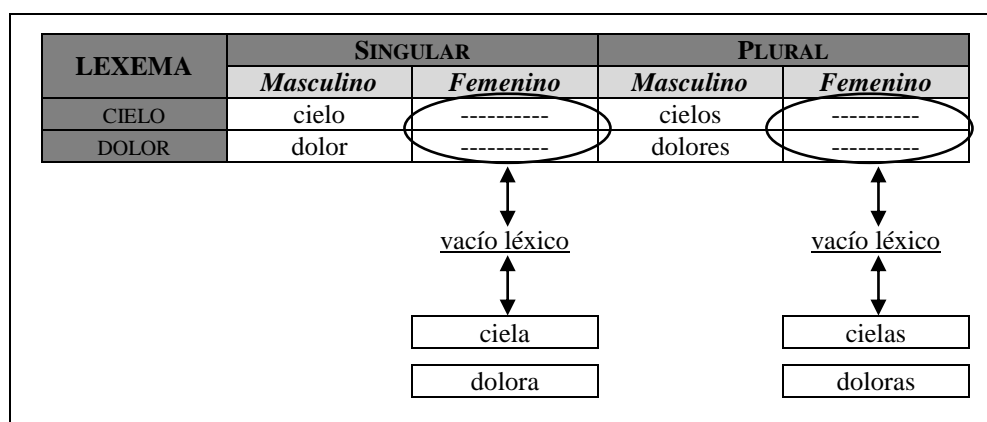 LEXEMA SINGULAR PLURAL
Masculino Femenino Masculino Femenino
CIELO cielo ---------- cielos ----------
DOLOR dolor ---------- dolores ----------
vacío léxico vacío léxico
ciela cielas
dolora doloras